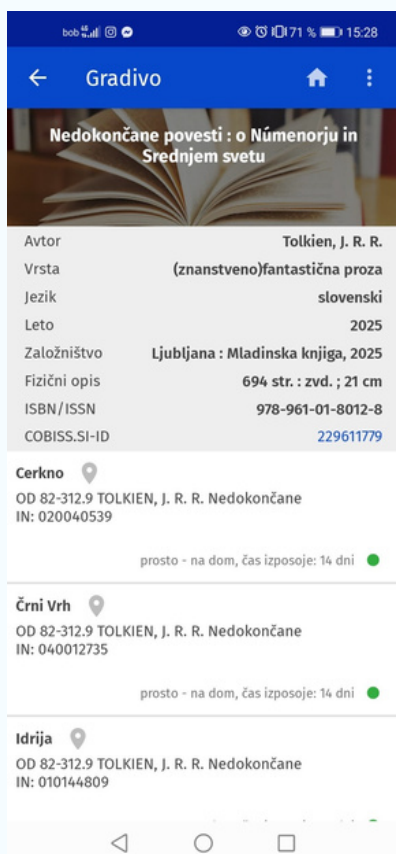 bob 71 % 15:28
Gradivo
Nedokončane povesti : o Númenorju in
Srednjem svetu
Avtor Tolkien, J. R. R.
Vrsta (znanstveno)fantastična proza
Jezik slovenski
Leto 2025
Založništvo Ljubljana : Mladinska knjiga, 2025
Fizični opis 694 str. : zvd. ; 21 cm
ISBN/ISSN 978-961-01-8012-8
COBISS.SI-ID 229611779
Cerkno
OD 82-312.9 TOLKIEN, J. R. R. Nedokončane
IN: 020040539
prosto - na dom, čas izposoje: 14 dni
Črni Vrh
OD 82-312.9 TOLKIEN, J. R. R. Nedokončane
IN: 040012735
prosto - na dom, čas izposoje: 14 dni
Idrija
OD 82-312.9 TOLKIEN, J. R. R. Nedokončane
IN: 010144809